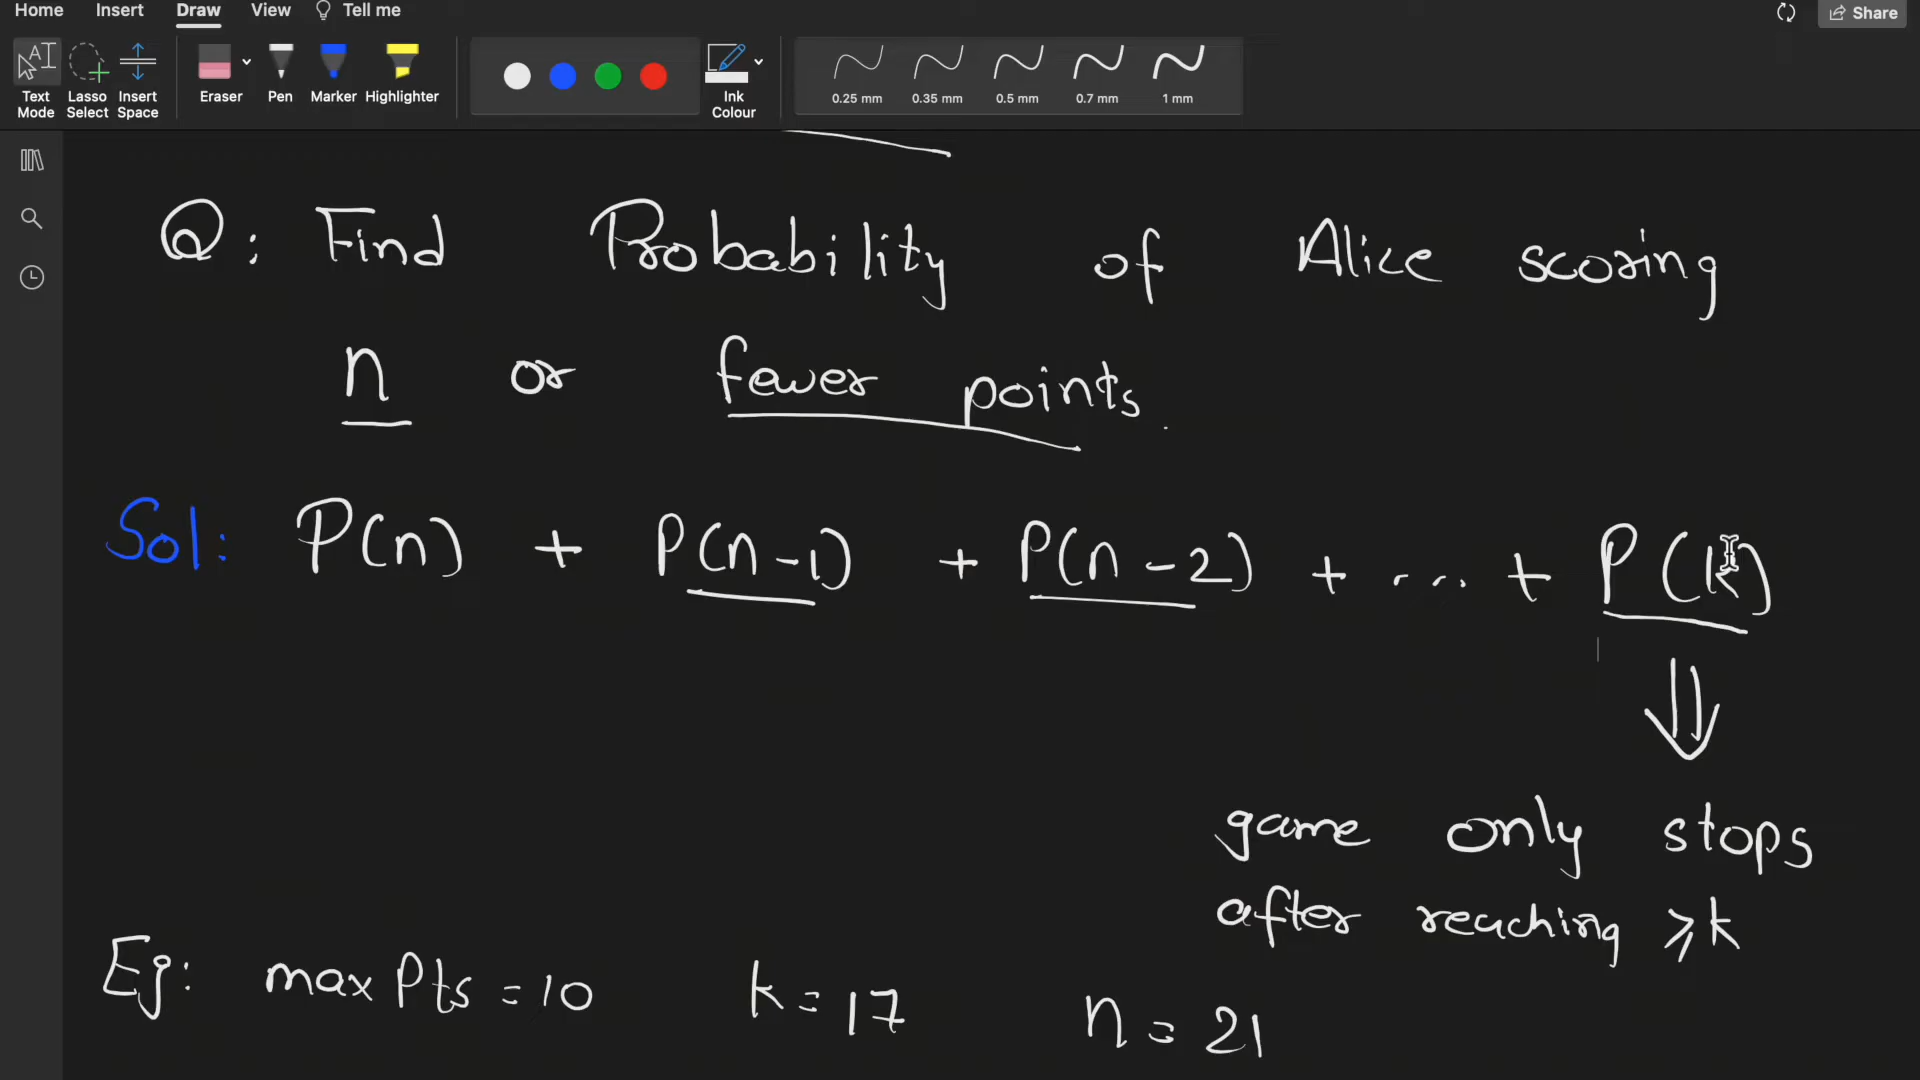 Home Insert Draw View Tell me Share
Text Mode Lasso Select Insert Space Eraser Pen Marker Highlighter Ink Colour 0.25 mm 0.35 mm 0.5 mm 0.7 mm 1 mm
Q: Find Probability of Alice scoring
n or fewer points.
Sol: P(n) + P(n-1) + P(n-2) + ... + P(k)
⇓
game only stops
after reaching ≥k
Eg: max Pts = 10 k = 17 n = 21